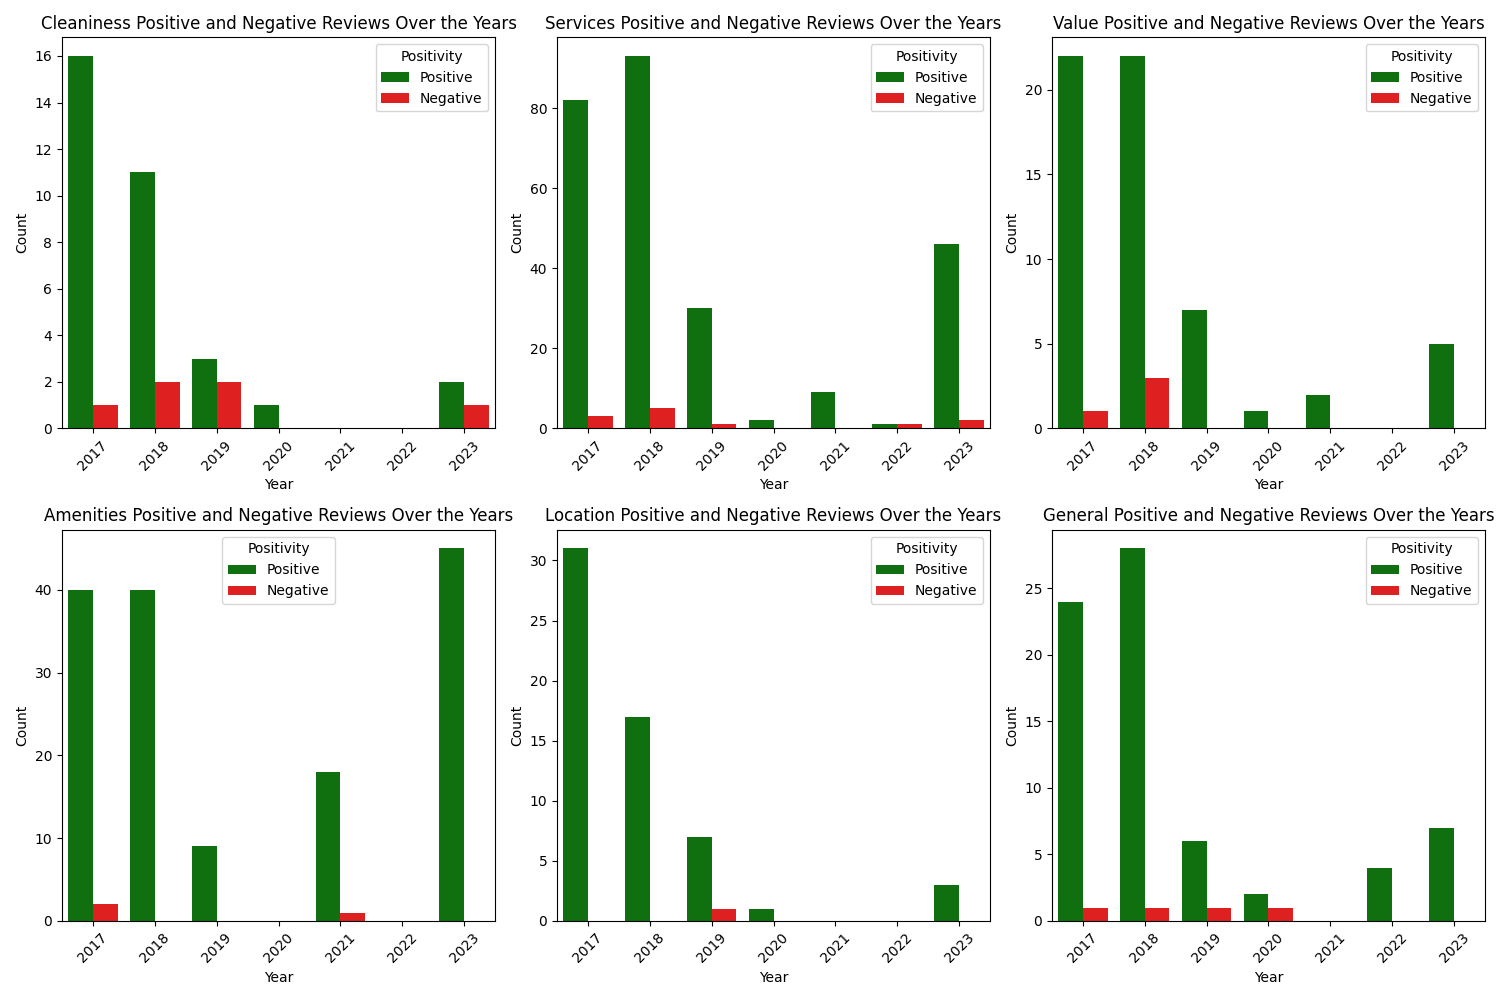 Cleaniness Positive and Negative Reviews Over the Years
Positivity
Positive
Negative
16
14
12
10
8
6
4
2
0
Count
2017 2018 2019 2020 2021 2022 2023
Year
Services Positive and Negative Reviews Over the Years
Positivity
Positive
Negative
80
60
40
20
0
Count
2017 2018 2019 2020 2021 2022 2023
Year
Value Positive and Negative Reviews Over the Years
Positivity
Positive
Negative
20
15
10
5
0
Count
2017 2018 2019 2020 2021 2022 2023
Year
Amenities Positive and Negative Reviews Over the Years
Positivity
Positive
Negative
40
30
20
10
0
Count
2017 2018 2019 2020 2021 2022 2023
Year
Location Positive and Negative Reviews Over the Years
Positivity
Positive
Negative
30
25
20
15
10
5
0
Count
2017 2018 2019 2020 2021 2022 2023
Year
General Positive and Negative Reviews Over the Years
Positivity
Positive
Negative
25
20
15
10
5
0
Count
2017 2018 2019 2020 2021 2022 2023
Year